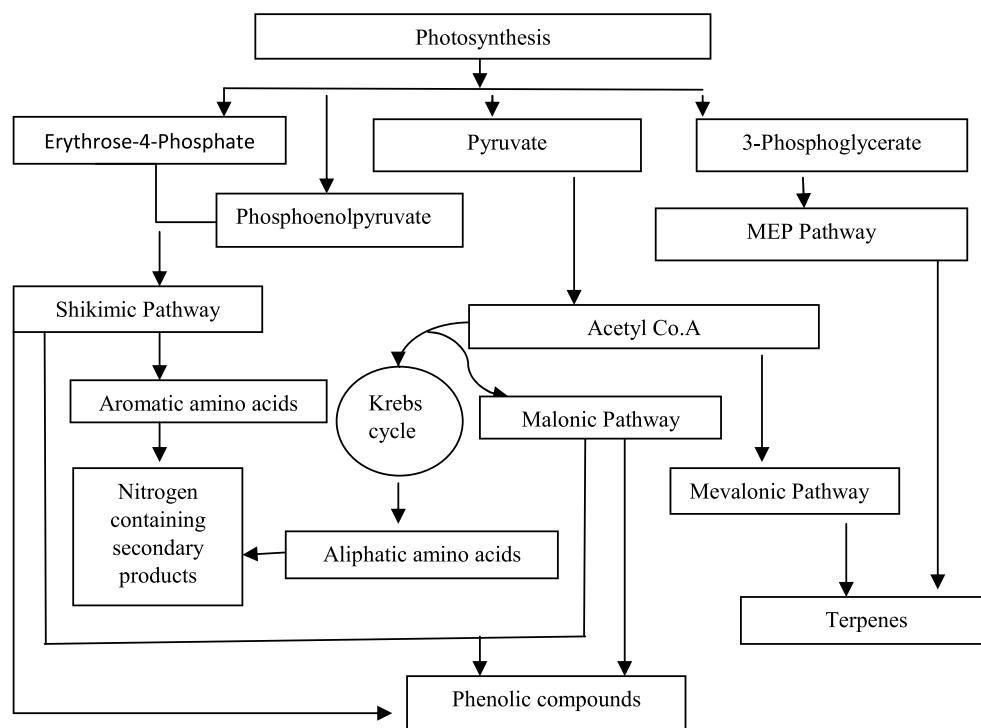 Photosynthesis
Erythrose-4-Phosphate
Pyruvate
3-Phosphoglycerate
Phosphoenolpyruvate
MEP Pathway
Shikimic Pathway
Acetyl Co.A
Aromatic amino acids
Krebs
cycle
Malonic Pathway
Mevalonic Pathway
Nitrogen
containing
secondary
products
Aliphatic amino acids
Terpenes
Phenolic compounds